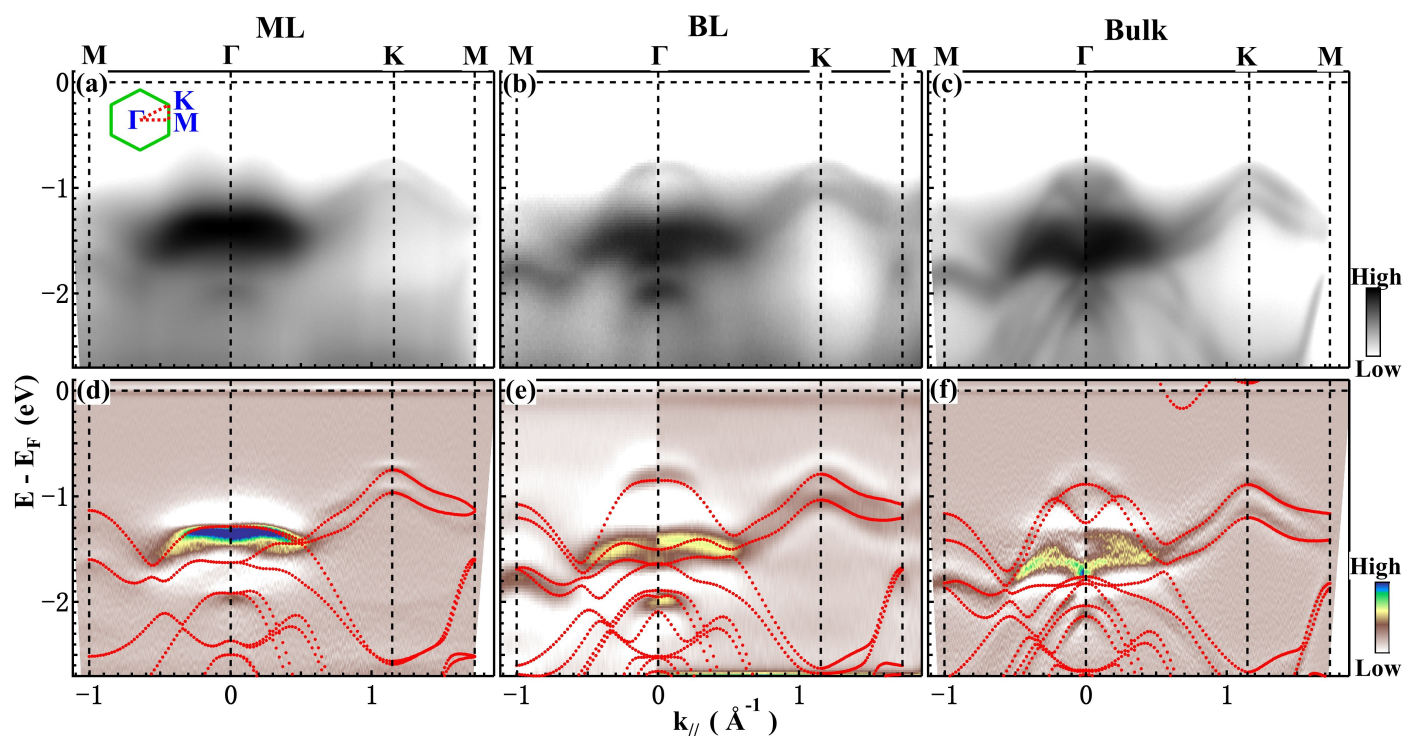 ML BL Bulk
M Γ K M M Γ K M M Γ K M
(a) (b) (c)
0
K
Γ
M
−1
−2
High
Low
(d) (e) (f)
0
−1
−2
High
Low
E - E_F (eV)
−1 0 1 −1 0 1 −1 0 1
k_// ( Å^-1 )